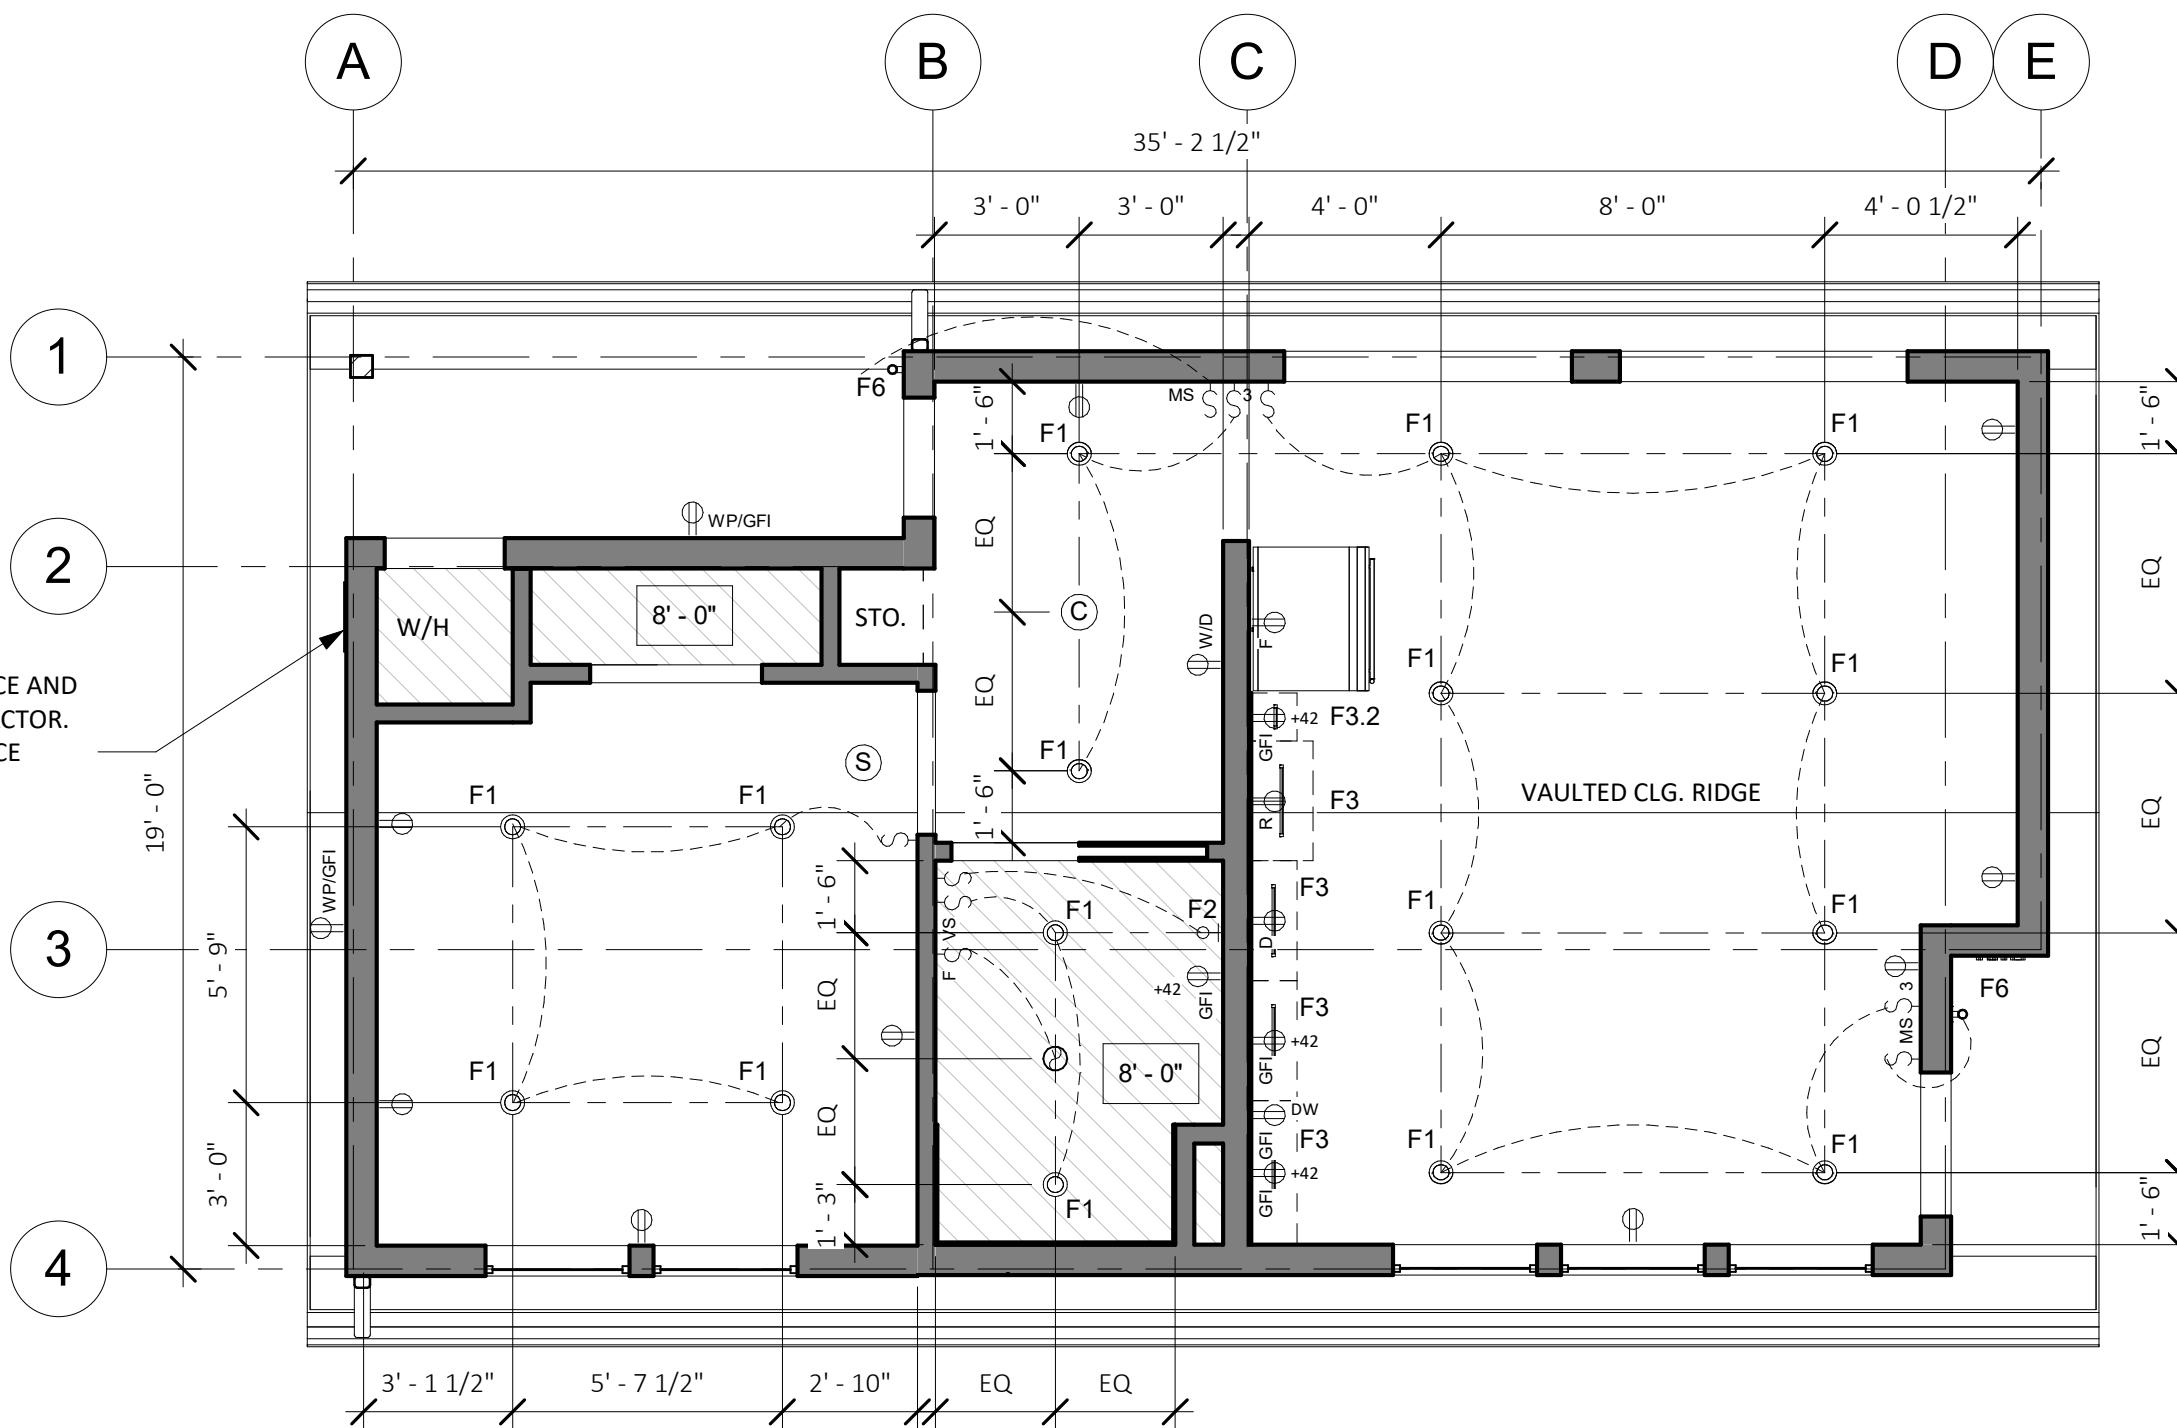 A
B
C
D
E
35' - 2 1/2"
3' - 0"
3' - 0"
4' - 0"
8' - 0"
4' - 0 1/2"
1
F6
1' - 6"
MS
3
1' - 6"
F1
F1
F1
WP/GFI
EQ
EQ
2
W/H
8' - 0"
STO.
C
W/D
F
F1
F1
CE AND
CTOR.
CE
EQ
+42
F3.2
GFI
S
F1
VAULTED CLG. RIDGE
F1
F1
F3
R
EQ
19' - 0"
1' - 6"
WP/GFI
1' - 6"
F3
F1
F2
F1
F1
VS
D
3
5' - 9"
F
EQ
+42
GFI
F3
+42
GFI
3
MS
F6
EQ
F1
F1
8' - 0"
EQ
DW
GFI
F3
+42
GFI
F1
F1
3' - 0"
1' - 3"
F1
1' - 6"
4
3' - 1 1/2"
5' - 7 1/2"
2' - 10"
EQ
EQ